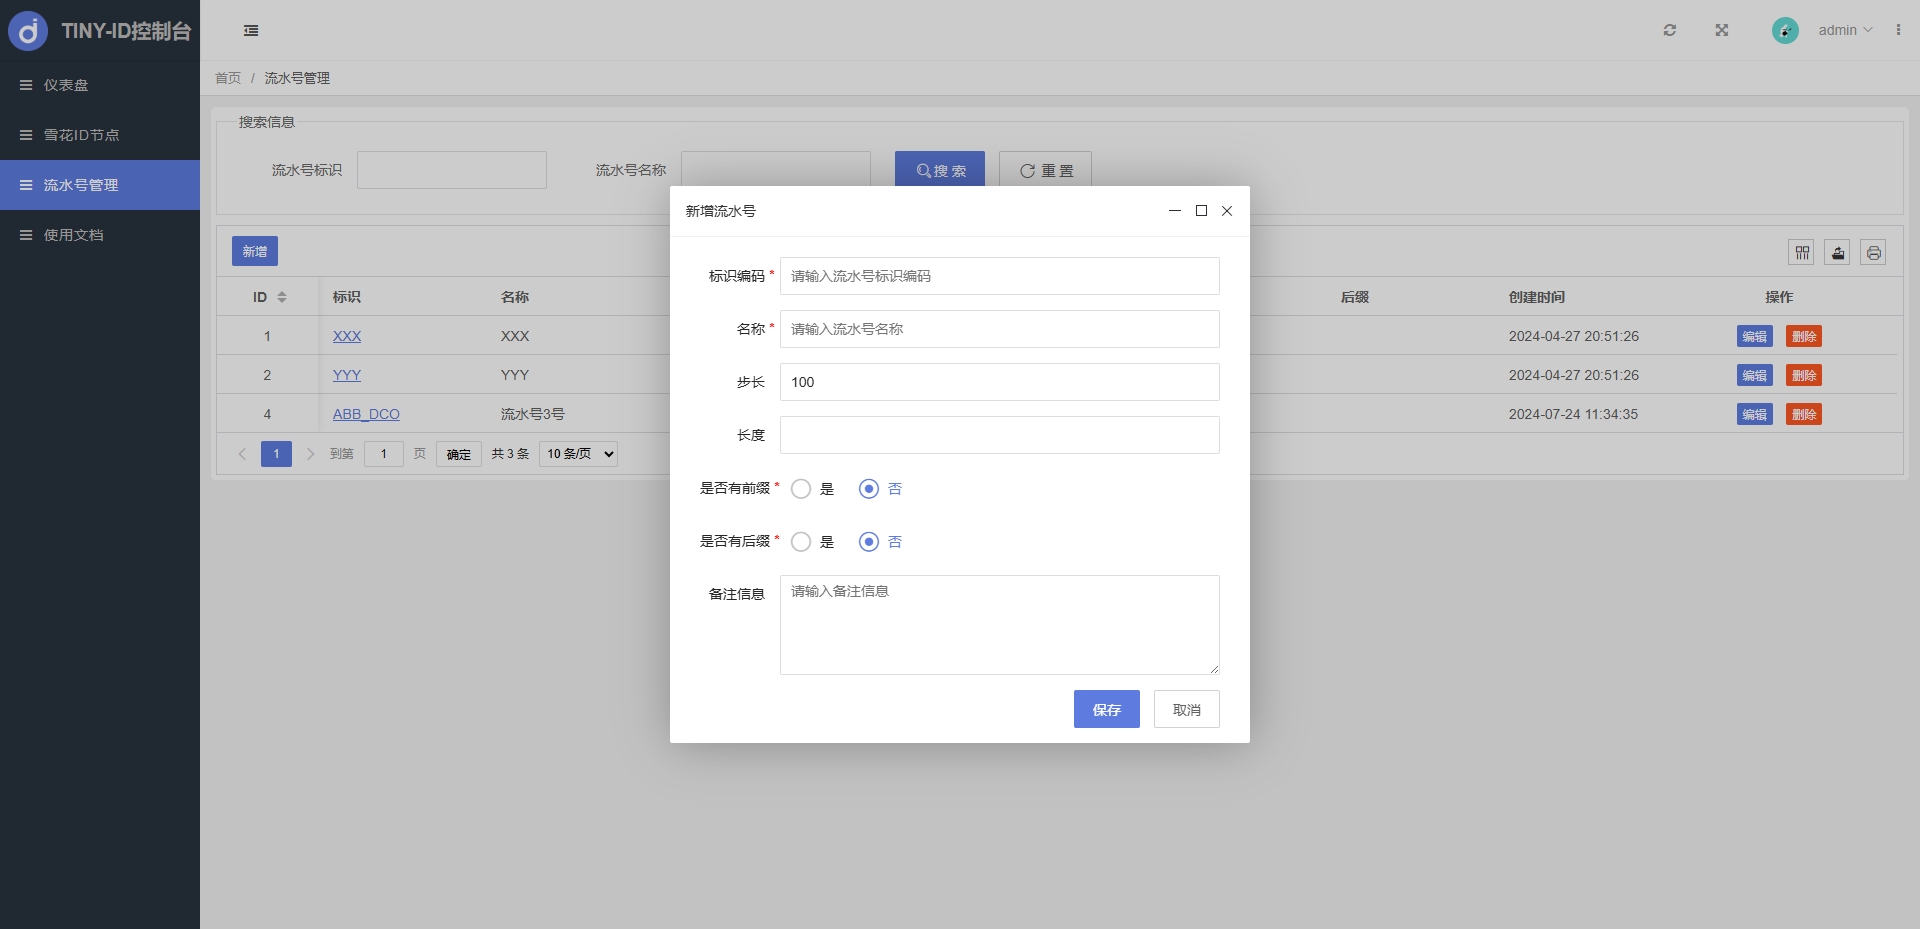 TINY-ID控制台
admin
仪表盘
雪花ID节点
流水号管理
使用文档
首页 / 流水号管理
搜索信息
流水号标识
流水号名称
搜 索
重 置
新增
ID 标识 名称 后缀 创建时间 操作
1 XXX XXX 2024-04-27 20:51:26 编辑 删除
2 YYY YYY 2024-04-27 20:51:26 编辑 删除
4 ABB_DCO 流水号3号 2024-07-24 11:34:35 编辑 删除
1 到第 1 页 确定 共 3 条 10 条/页
新增流水号
标识编码 * 请输入流水号标识编码
名称 * 请输入流水号名称
步长 100
长度
是否有前缀 * 是 否
是否有后缀 * 是 否
备注信息 请输入备注信息
保存 取消